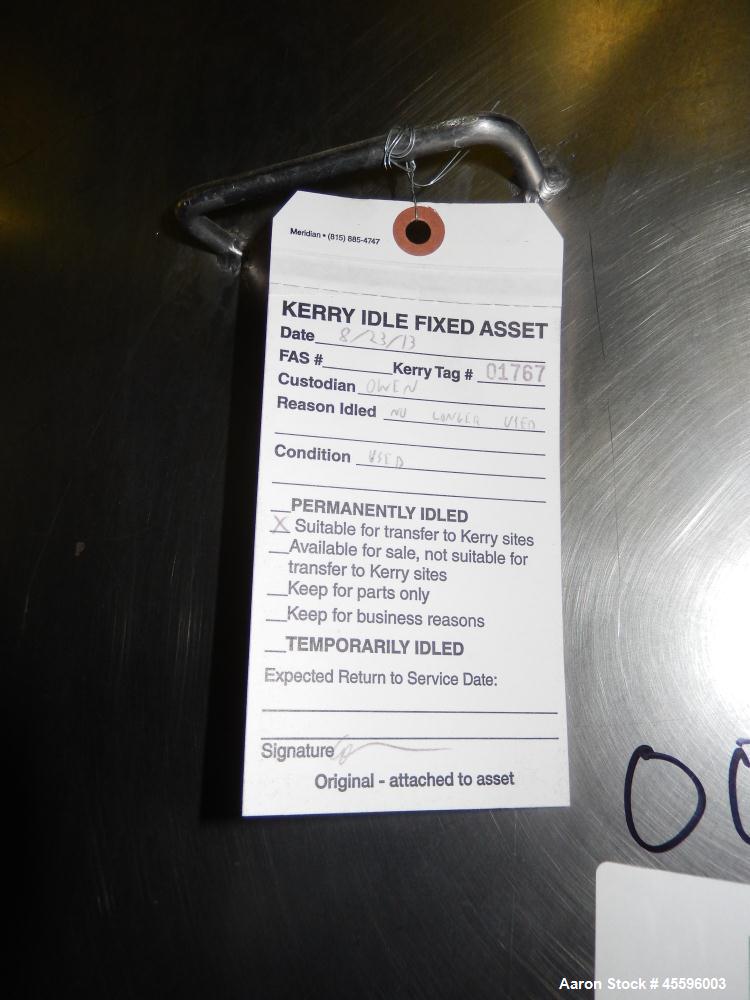 Meridian • (815) 885-4747
KERRY IDLE FIXED ASSET
Date 8/23/13
FAS # Kerry Tag # 01767
Custodian OWEN
Reason Idled NO LONGER USED
Condition USED
PERMANENTLY IDLED
X Suitable for transfer to Kerry sites
Available for sale, not suitable for
transfer to Kerry sites
Keep for parts only
Keep for business reasons
TEMPORARILY IDLED
Expected Return to Service Date:
Signature
Original - attached to asset
0
Aaron Stock # 45596003